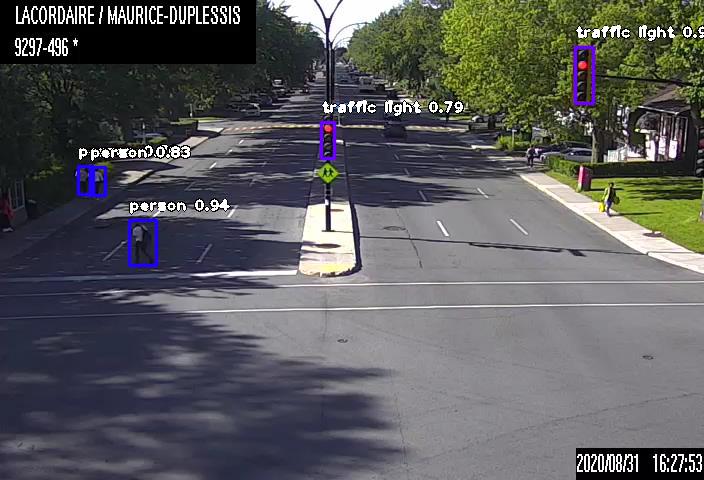 LACORDAIRE / MAURICE-DUPLESSIS
9297-496 *
traffic light 0.9
traffic light 0.79
person 0.83
person 0.94
2020/08/31 16:27:53